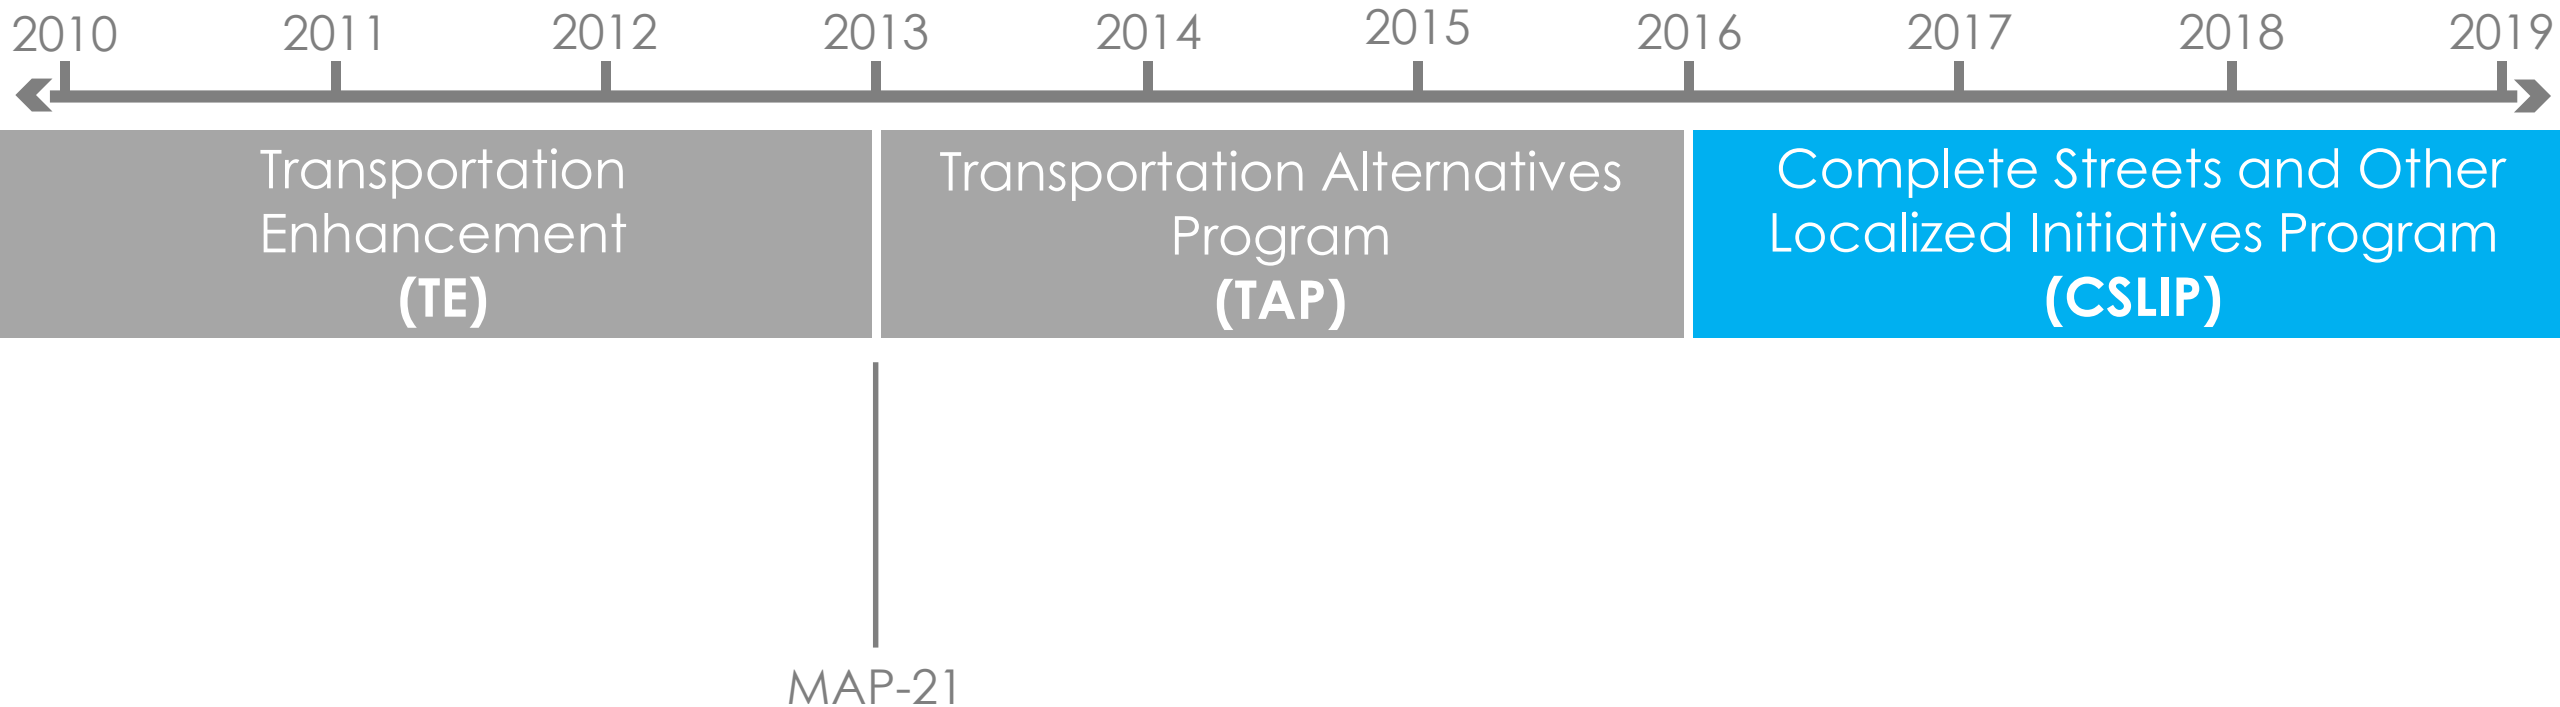 2010 2011 2012 2013 2014 2015 2016 2017 2018 2019
Transportation
Enhancement
(TE)
Transportation Alternatives
Program
(TAP)
Complete Streets and Other
Localized Initiatives Program
(CSLIP)
MAP-21